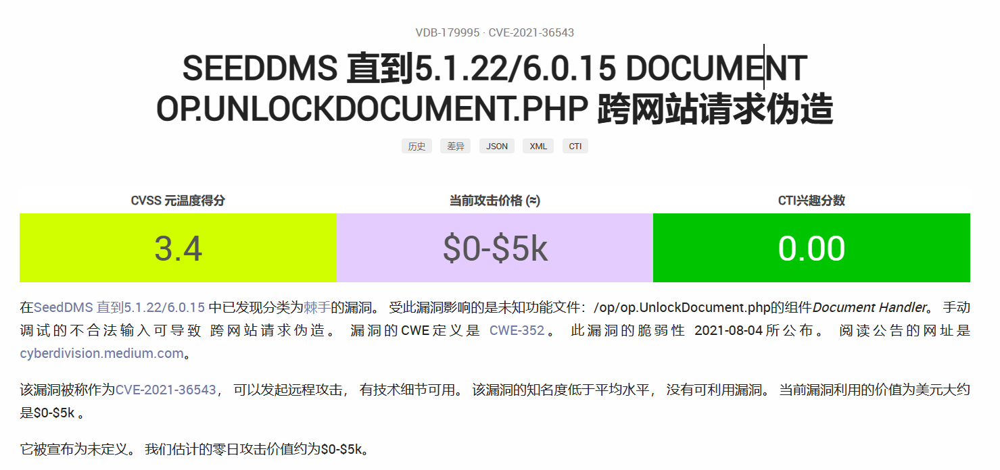 VDB-179995 · CVE-2021-36543
SEEDDMS 直到5.1.22/6.0.15 DOCUMENT
OP.UNLOCKDOCUMENT.PHP 跨网站请求伪造
历史 差异 JSON XML CTI
CVSS 元温度得分 当前攻击价格 (≈) CTI兴趣分数
3.4 $0-$5k 0.00
在SeedDMS 直到5.1.22/6.0.15 中已发现分类为棘手的漏洞。 受此漏洞影响的是未知功能文件：/op/op.UnlockDocument.php的组件Document Handler。 手动
调试的不合法输入可导致 跨网站请求伪造。 漏洞的CWE定义是 CWE-352。 此漏洞的脆弱性 2021-08-04所公布。 阅读公告的网址是
cyberdivision.medium.com。
该漏洞被称作为CVE-2021-36543， 可以发起远程攻击， 有技术细节可用。 该漏洞的知名度低于平均水平， 没有可利用漏洞。 当前漏洞利用的价值为美元大约
是$0-$5k 。
它被宣布为未定义。 我们估计的零日攻击价值约为$0-$5k。